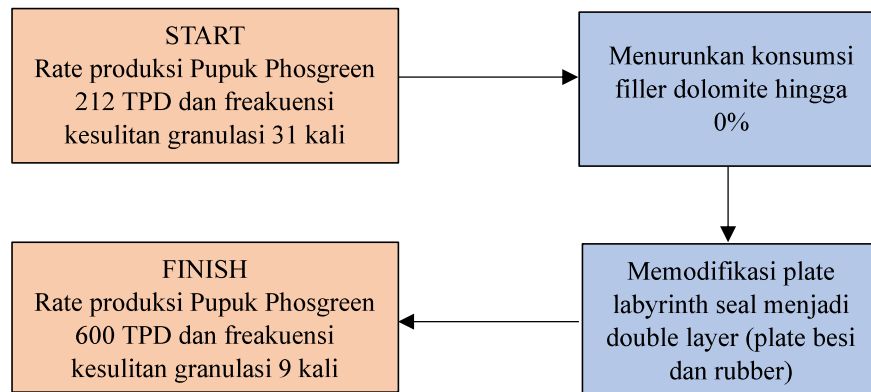 START
Rate produksi Pupuk Phosgreen
212 TPD dan freakuensi
kesulitan granulasi 31 kali
Menurunkan konsumsi
filler dolomite hingga
0%
Memodifikasi plate
labyrinth seal menjadi
double layer (plate besi
dan rubber)
FINISH
Rate produksi Pupuk Phosgreen
600 TPD dan freakuensi
kesulitan granulasi 9 kali